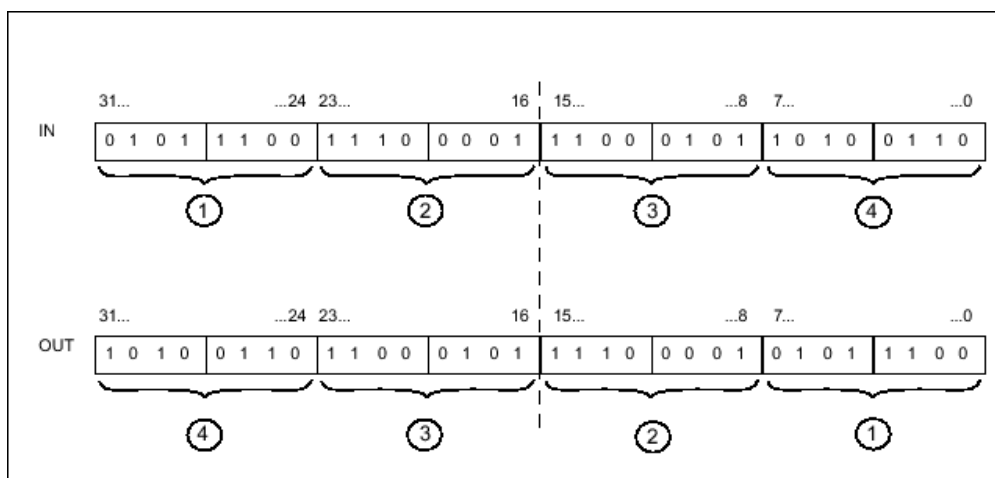 31... ...24 23... 16 15... ...8 7... ...0
IN 0 1 0 1 1 1 0 0 1 1 1 0 0 0 0 1 1 1 0 0 0 1 0 1 1 0 1 0 0 1 1 0
1 2 3 4
31... ...24 23... 16 15... ...8 7... ...0
OUT 1 0 1 0 0 1 1 0 1 1 0 0 0 1 0 1 1 1 1 0 0 0 0 1 0 1 0 1 1 1 0 0
4 3 2 1